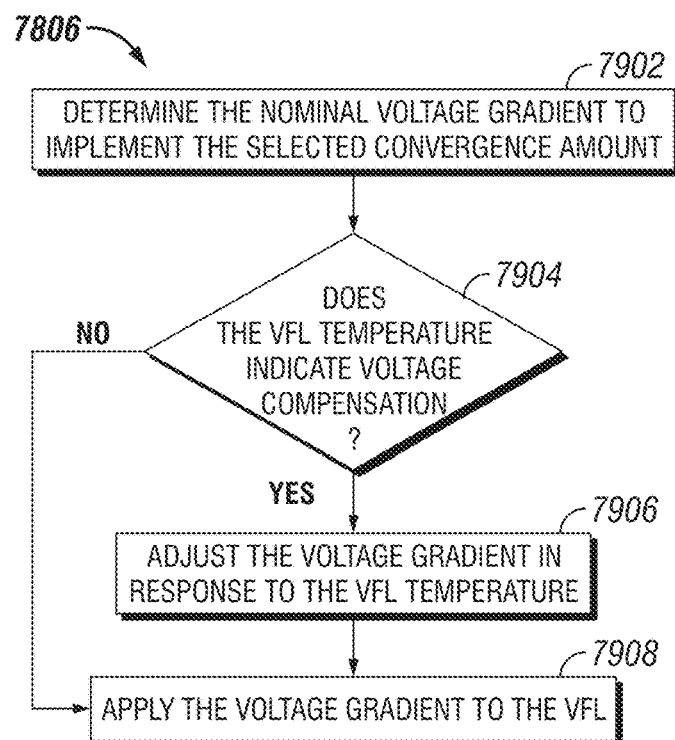 7806
7902
DETERMINE THE NOMINAL VOLTAGE GRADIENT TO
IMPLEMENT THE SELECTED CONVERGENCE AMOUNT
7904
DOES
THE VFL TEMPERATURE
INDICATE VOLTAGE
COMPENSATION
?
NO
YES
7906
ADJUST THE VOLTAGE GRADIENT IN
RESPONSE TO THE VFL TEMPERATURE
7908
APPLY THE VOLTAGE GRADIENT TO THE VFL